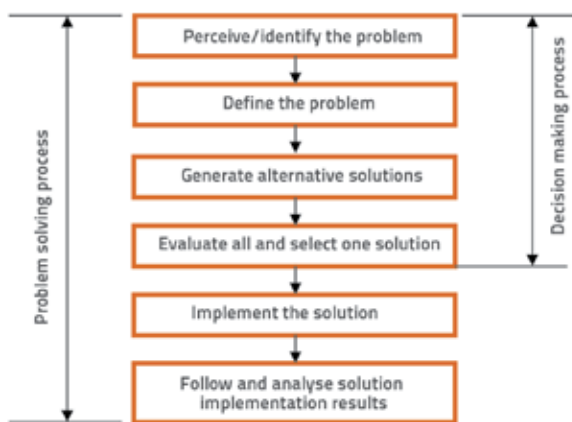 Perceive/identify the problem
Define the problem
Generate alternative solutions
Evaluate all and select one solution
Implement the solution
Follow and analyse solution
implementation results
Problem solving process
Decision making process